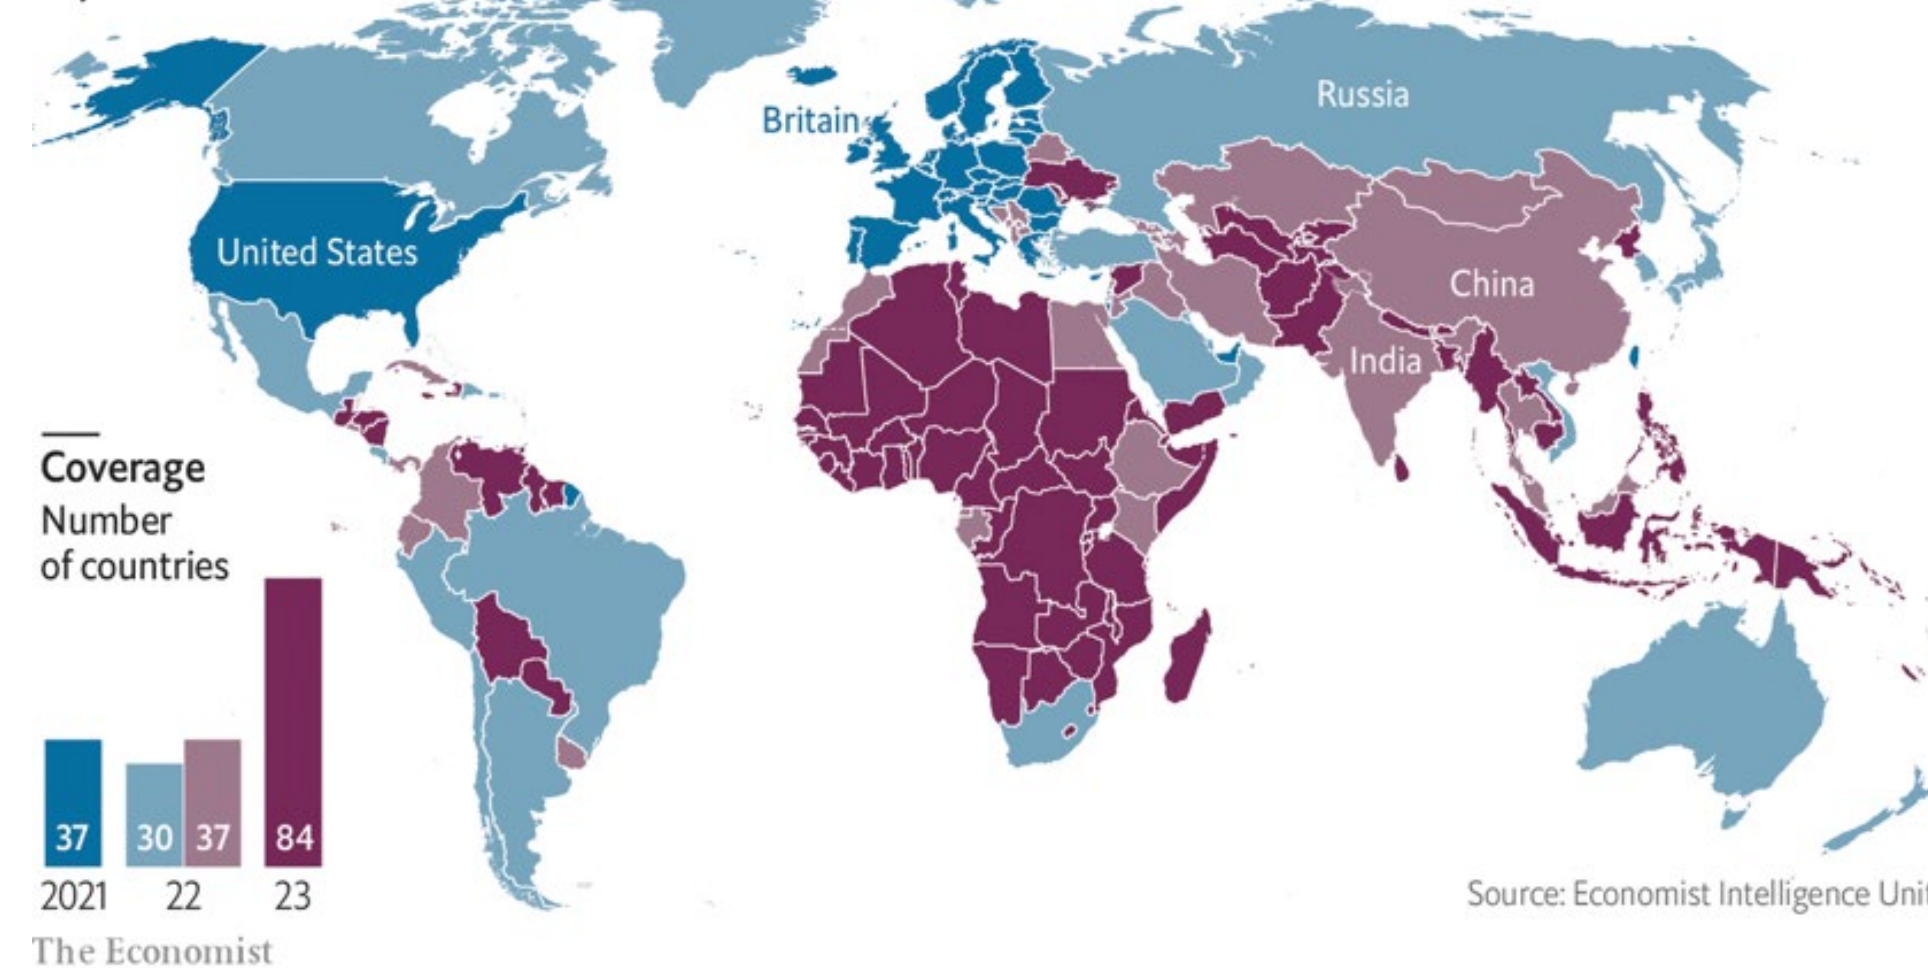 Russia
Britain
United States
China
India
Coverage
Number
of countries
37
30
37
84
2021
22
23
Source: Economist Intelligence Unit
The Economist